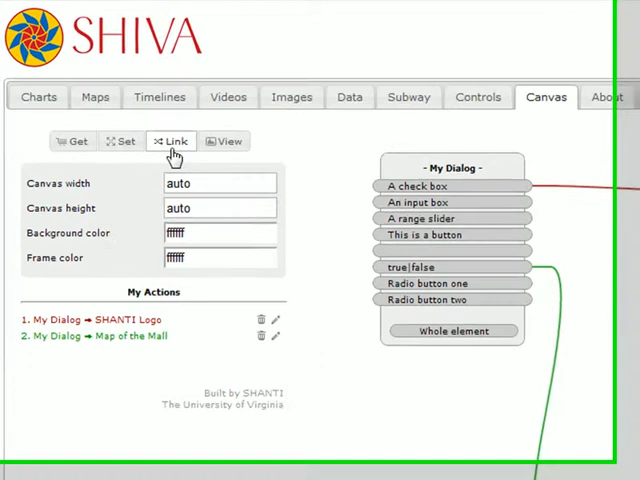 SHIVA
Charts Maps Timelines Videos Images Data Subway Controls Canvas About
Get Set Link View
Canvas width auto
Canvas height auto
Background color ffffff
Frame color ffffff
My Actions
1. My Dialog → SHANTI Logo
2. My Dialog → Map of the Mall
Built by SHANTI
The University of Virginia
- My Dialog -
A check box
An input box
A range slider
This is a button
true|false
Radio button one
Radio button two
Whole element